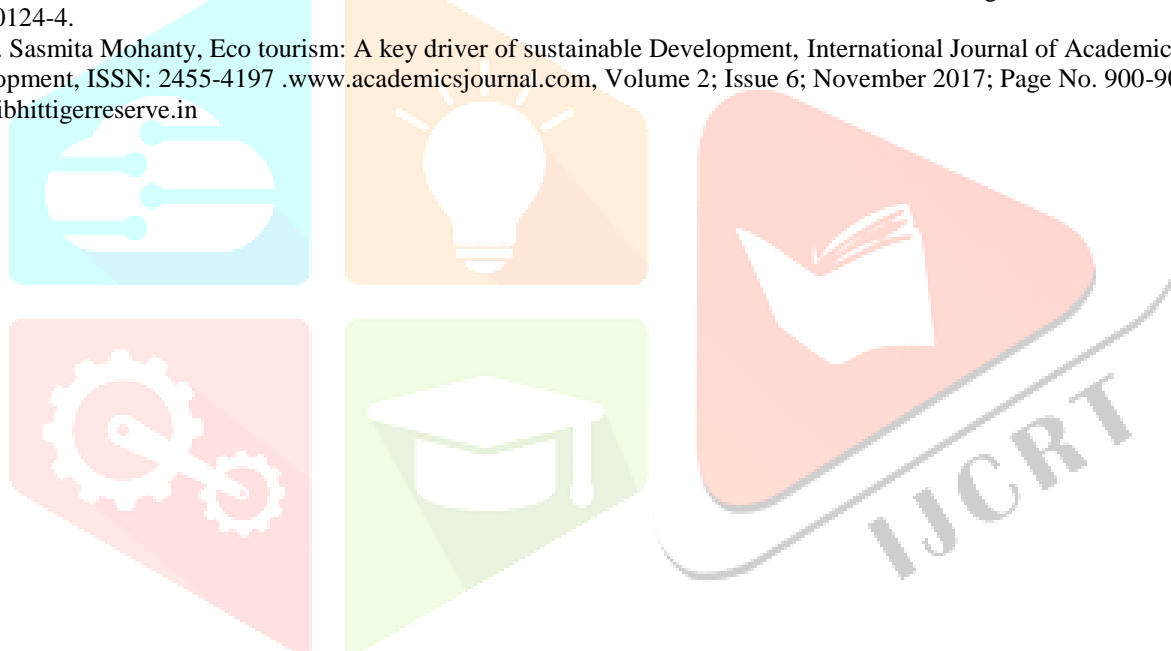 0124-4.
. Sasmita Mohanty, Eco tourism: A key driver of sustainable Development, International Journal of Academic
opment, ISSN: 2455-4197 .www.academicsjournal.com, Volume 2; Issue 6; November 2017; Page No. 900-90
ibhittigerreserve.in
IJCRT